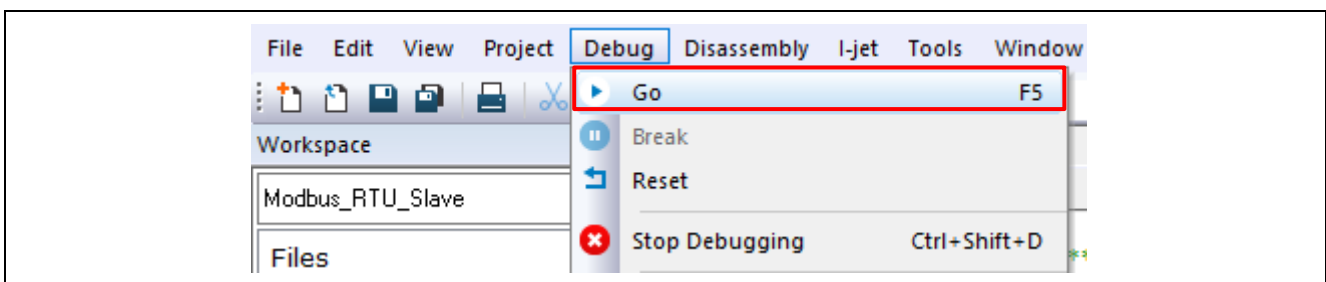 File Edit View Project Debug Disassembly I-jet Tools Window
Go F5
Workspace
Break
Modbus_RTU_Slave
Reset
Stop Debugging Ctrl+Shift+D
Files
**